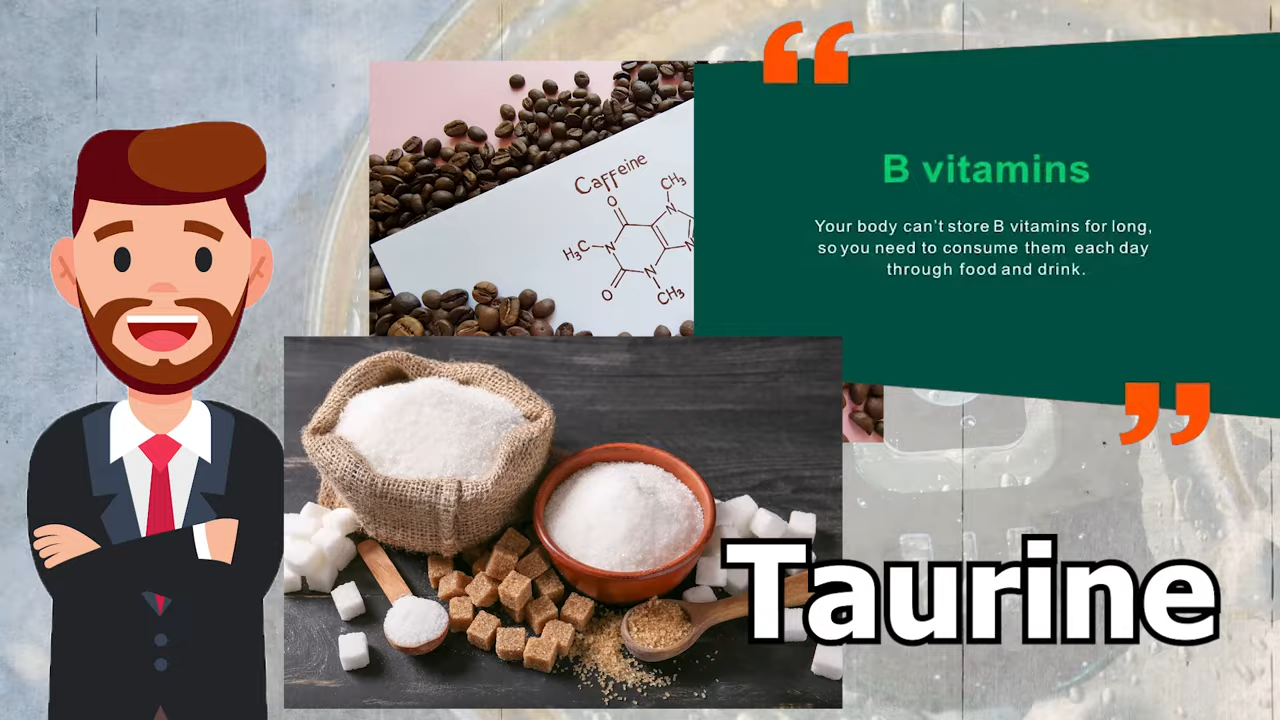 “
B vitamins
Your body can’t store B vitamins for long,
so you need to consume them each day
through food and drink.
”
Caffeine
CH₃
H₃C
N
N
N
N
O
O
CH₃
Taurine